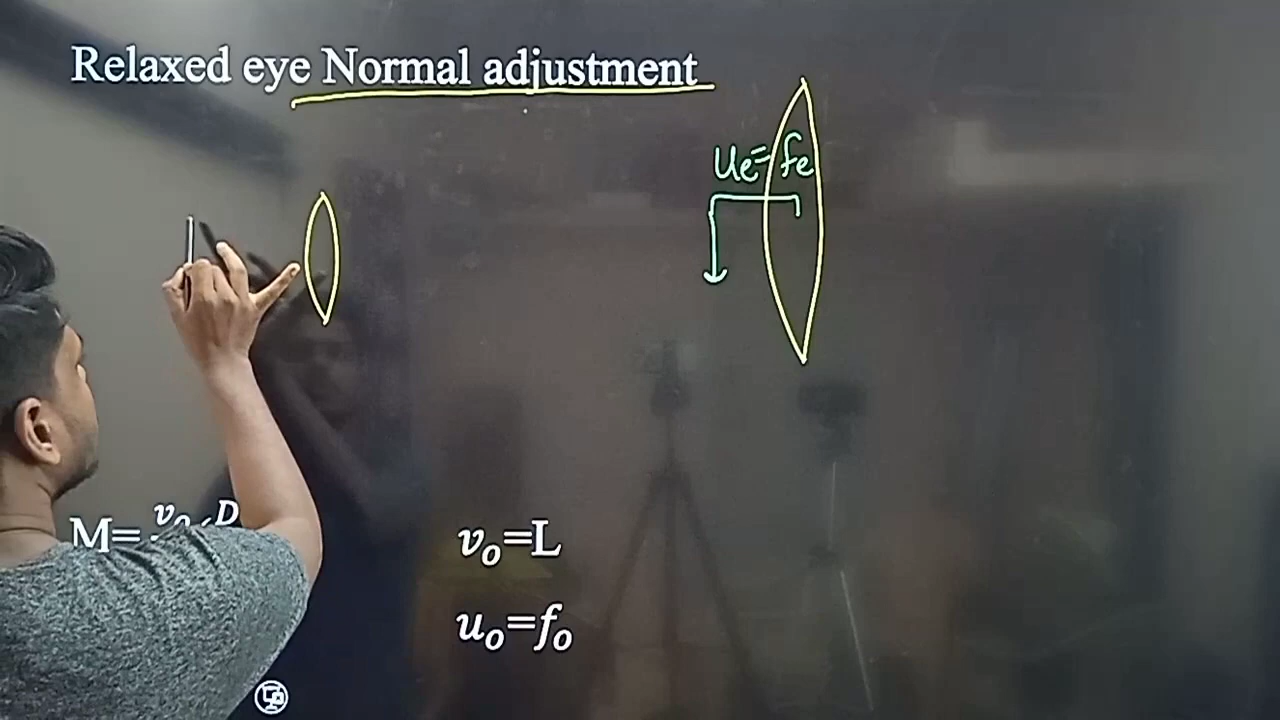 Relaxed eye Normal adjustment
ue = fe
M= D
vo=L
uo=fo